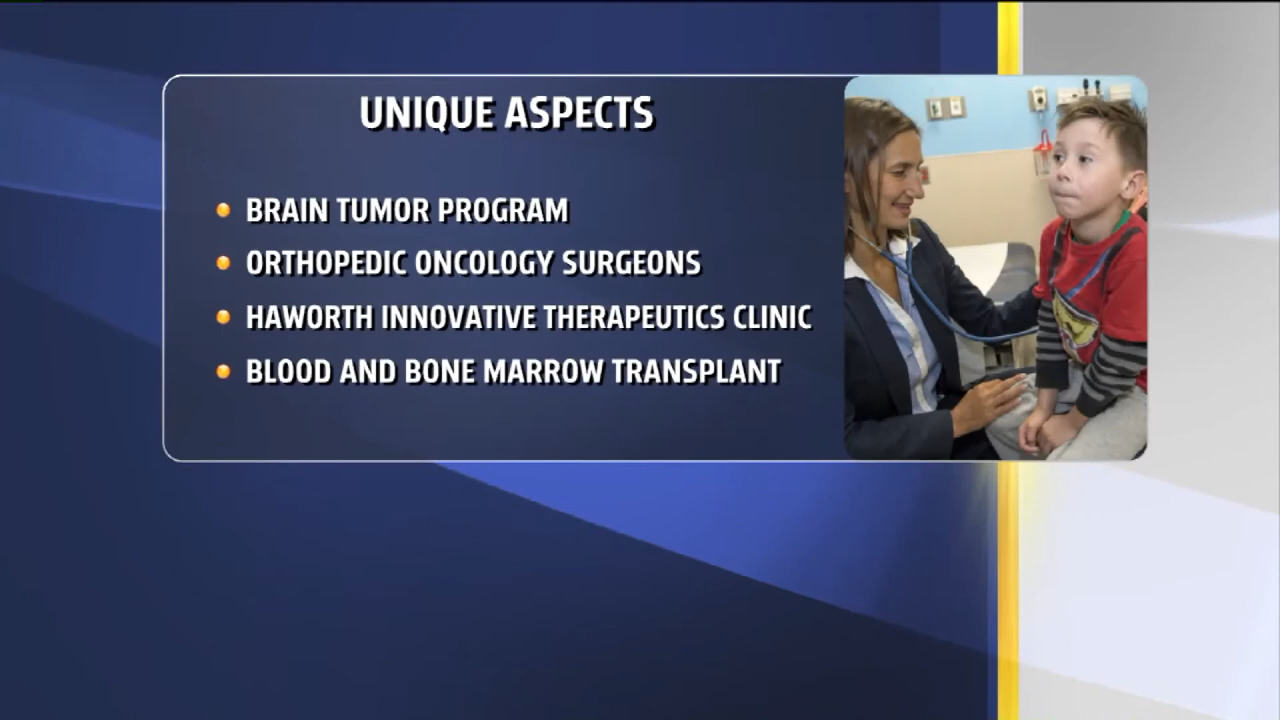 UNIQUE ASPECTS
BRAIN TUMOR PROGRAM
ORTHOPEDIC ONCOLOGY SURGEONS
HAWORTH INNOVATIVE THERAPEUTICS CLINIC
BLOOD AND BONE MARROW TRANSPLANT